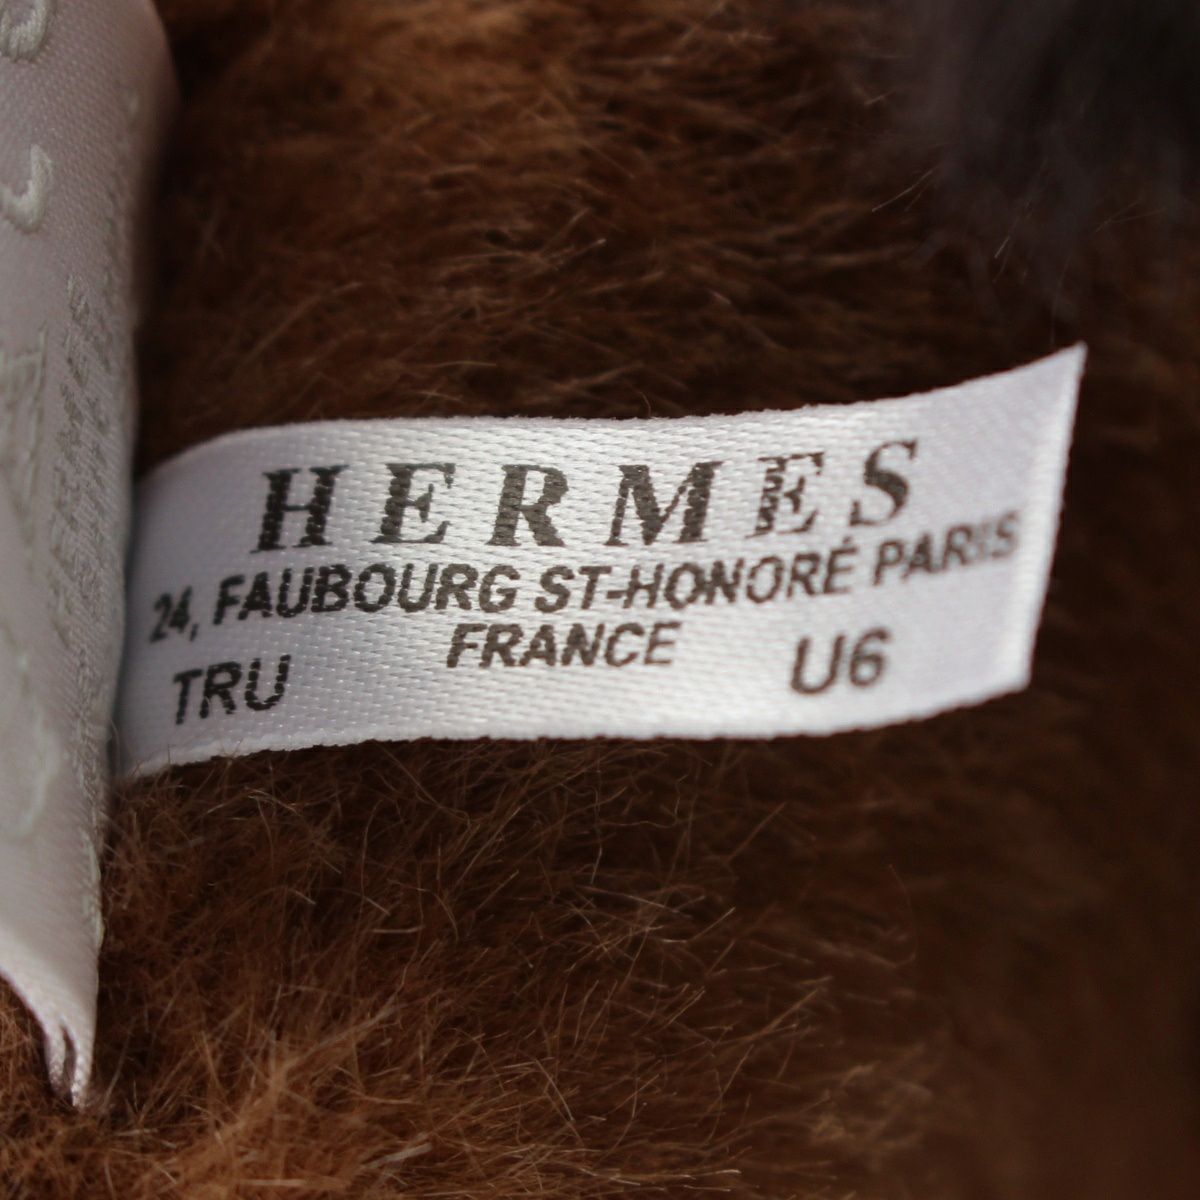 HERMES
24, FAUBOURG ST-HONORÉ PARIS
FRANCE
TRU U6